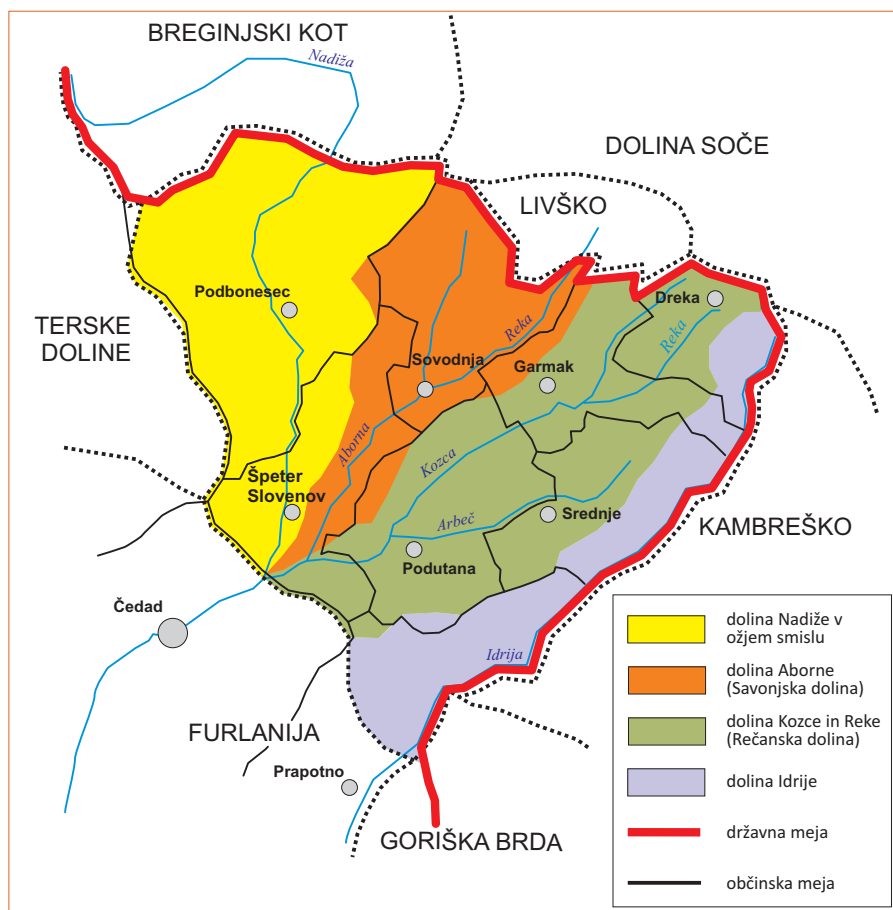 BREGINJSKI KOT
Nadiža
DOLINA SOČE
LIVŠKO
Podbonesec
Dreka
TERSKE
DOLINE
Reka
Reka
Sovodnja
Garmak
Aborna
Kozca
Špeter
Slovenov
Arbeč
Srednje
KAMBREŠKO
Podutana
Čedad
Idrija
FURLANIJA
Prapotno
GORIŠKA BRDA
dolina Nadiže v
ožjem smislu
dolina Aborne
(Savonjska dolina)
dolina Kozce in Reke
(Rečanska dolina)
dolina Idrije
državna meja
občinska meja